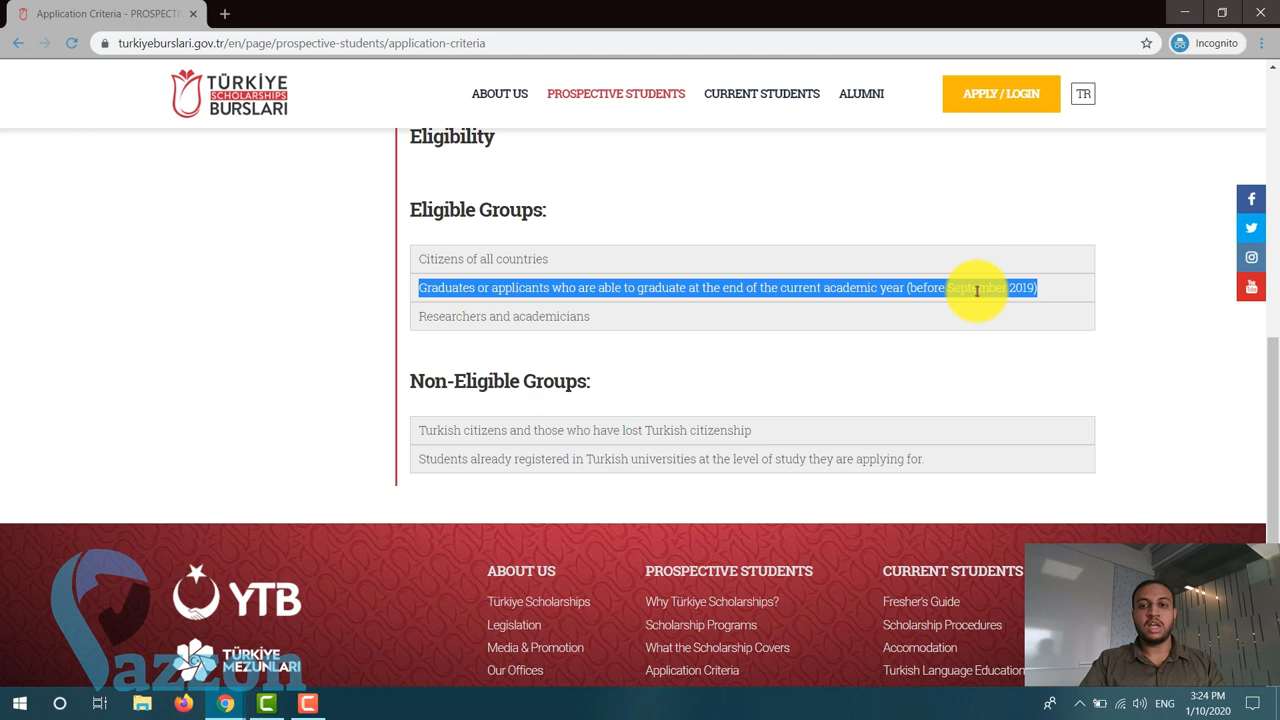 Application Criteria - PROSPECTI
turkiyeburslari.gov.tr/en/page/prospective-students/application-criteria
Incognito
TÜRKİYE
SCHOLARSHIPS
BURSLARI
ABOUT US
PROSPECTIVE STUDENTS
CURRENT STUDENTS
ALUMNI
APPLY / LOGIN
TR
Eligibility
Eligible Groups:
Citizens of all countries
Graduates or applicants who are able to graduate at the end of the current academic year (before September 2019)
Researchers and academicians
Non-Eligible Groups:
Turkish citizens and those who have lost Turkish citizenship
Students already registered in Turkish universities at the level of study they are applying for.
YTB
TÜRKİYE
MEZUNLARI
azzon
ABOUT US
Türkiye Scholarships
Legislation
Media & Promotion
Our Offices
PROSPECTIVE STUDENTS
Why Türkiye Scholarships?
Scholarship Programs
What the Scholarship Covers
Application Criteria
CURRENT STUDENTS
Fresher's Guide
Scholarship Procedures
Accomodation
Turkish Language Education
ENG
3:24 PM
1/10/2020